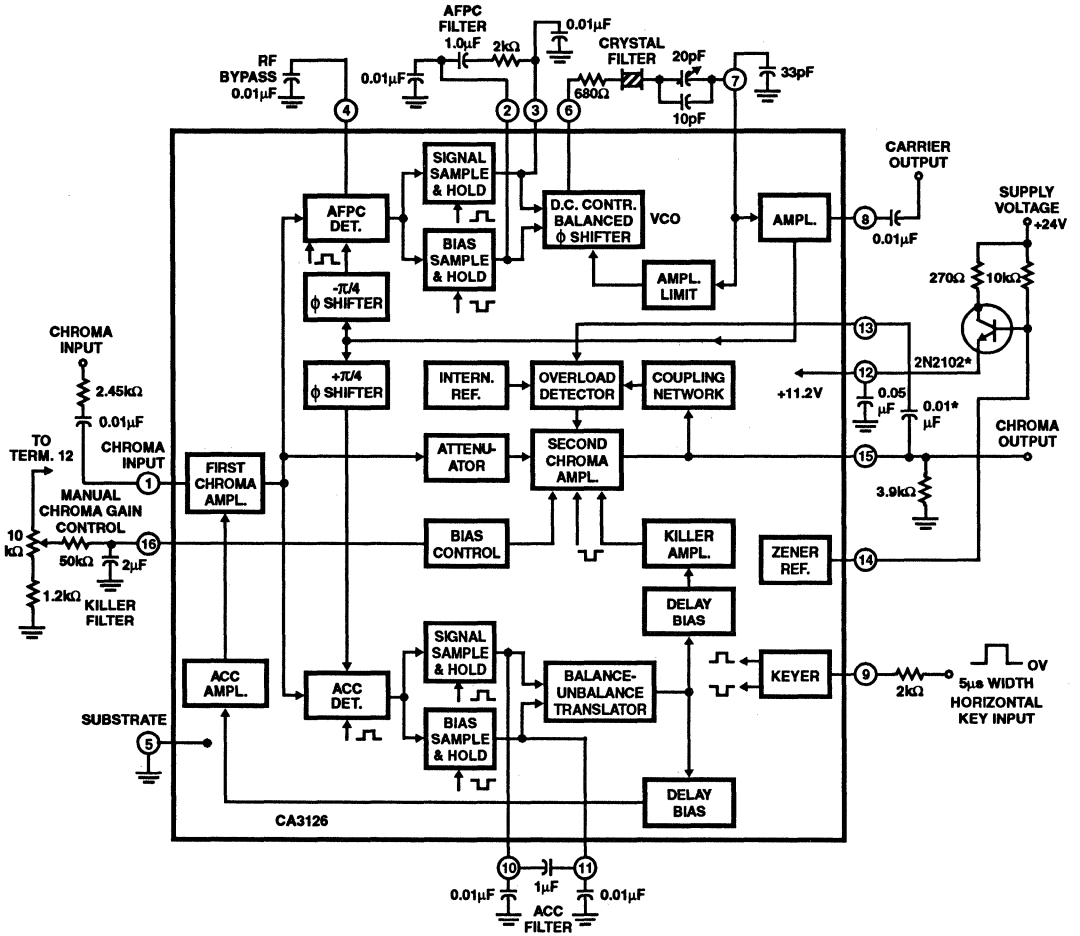 AFPC
FILTER
1.0µF
2kΩ
0.01µF
0.01µF
RF
BYPASS
0.01µF
CRYSTAL
FILTER
680Ω
20pF
10pF
33pF
4
2
3
6
7
SIGNAL
SAMPLE
& HOLD
AFPC
DET.
BIAS
SAMPLE
& HOLD
D.C. CONTR.
BALANCED
ϕ SHIFTER
VCO
AMPL.
8
CARRIER
OUTPUT
0.01µF
SUPPLY
VOLTAGE
+24V
270Ω
10kΩ
-π/4
ϕ SHIFTER
AMPL.
LIMIT
13
2N2102*
12
+11.2V
0.05
µF
0.01*
µF
+π/4
ϕ SHIFTER
INTERN.
REF.
OVERLOAD
DETECTOR
COUPLING
NETWORK
CHROMA
INPUT
2.45kΩ
0.01µF
CHROMA
INPUT
1
FIRST
CHROMA
AMPL.
ATTENU-
ATOR
SECOND
CHROMA
AMPL.
15
CHROMA
OUTPUT
3.9kΩ
TO
TERM. 12
MANUAL
CHROMA GAIN
CONTROL
10
kΩ
50kΩ
16
2µF
1.2kΩ
KILLER
FILTER
BIAS
CONTROL
KILLER
AMPL.
ZENER
REF.
14
DELAY
BIAS
SIGNAL
SAMPLE
& HOLD
ACC
AMPL.
ACC
DET.
BALANCE-
UNBALANCE
TRANSLATOR
KEYER
9
2kΩ
0V
5µs WIDTH
HORIZONTAL
KEY INPUT
SUBSTRATE
5
BIAS
SAMPLE
& HOLD
DELAY
BIAS
CA3126
10
11
1µF
0.01µF
0.01µF
ACC
FILTER